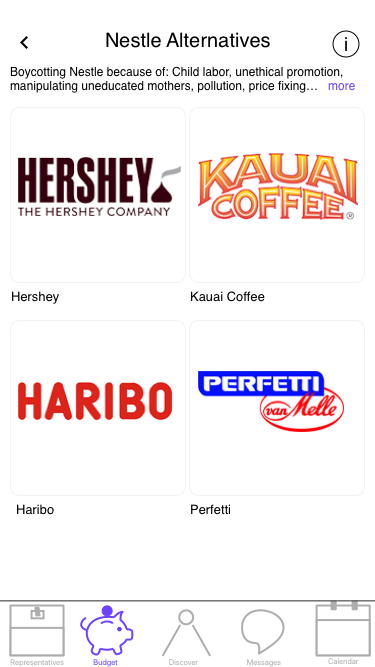 Nestle Alternatives
Boycotting Nestle because of: Child labor, unethical promotion,
manipulating uneducated mothers, pollution, price fixing… more
HERSHEY
THE HERSHEY COMPANY
KAUAI
COFFEE®
Hershey
Kauai Coffee
HARIBO
PERFETTI
van Melle
Haribo
Perfetti
Representatives
Budget
Discover
Messages
Calendar